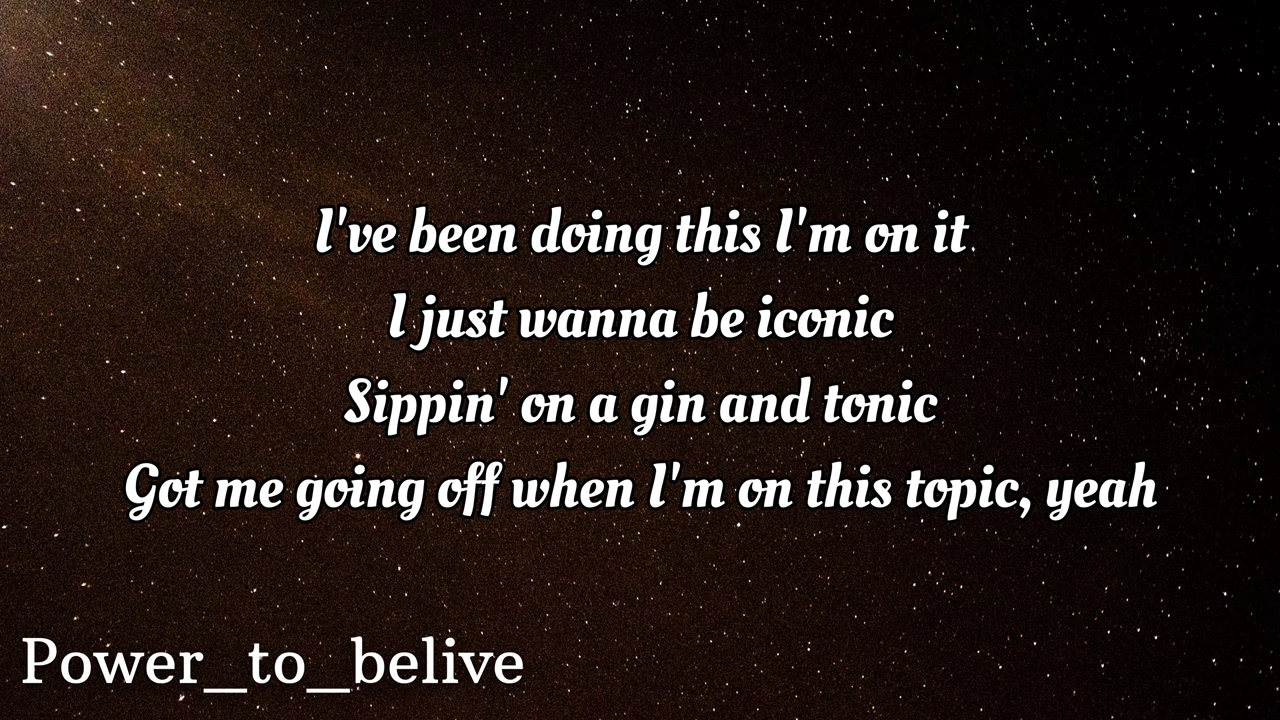 I've been doing this I'm on it
I just wanna be iconic
Sippin' on a gin and tonic
Got me going off when I'm on this topic, yeah
Power_to_belive